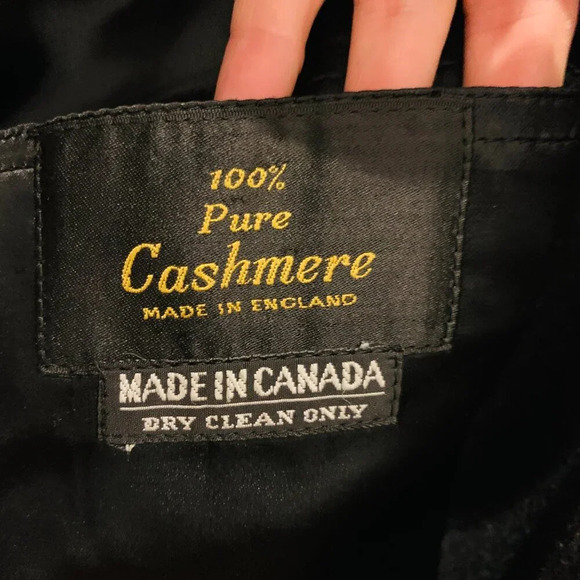 100%
Pure
Cashmere
MADE IN ENGLAND
MADE IN CANADA
DRY CLEAN ONLY